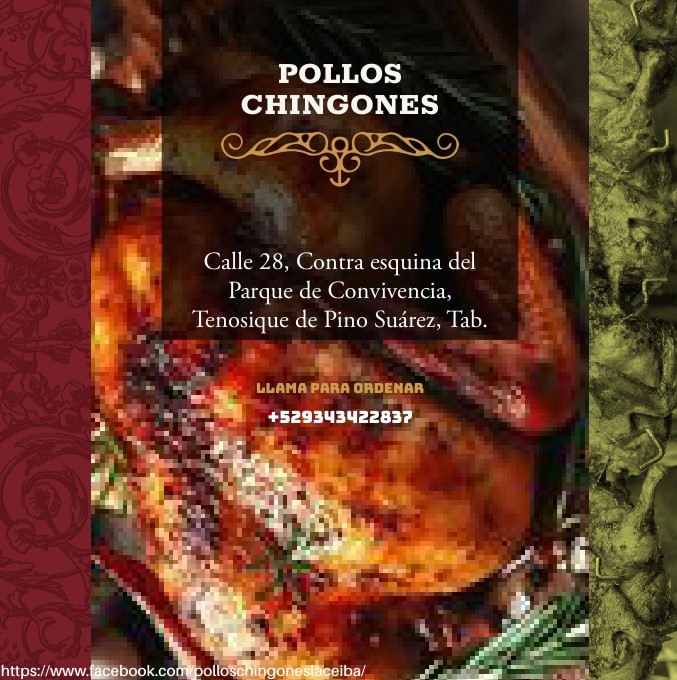 POLLOS
CHINGONES
Calle 28, Contra esquina del
Parque de Convivencia,
Tenosique de Pino Suárez, Tab.
LLAMA PARA ORDENAR
+529343422837
https://www.facebook.com/polloschingoneslaceiba/